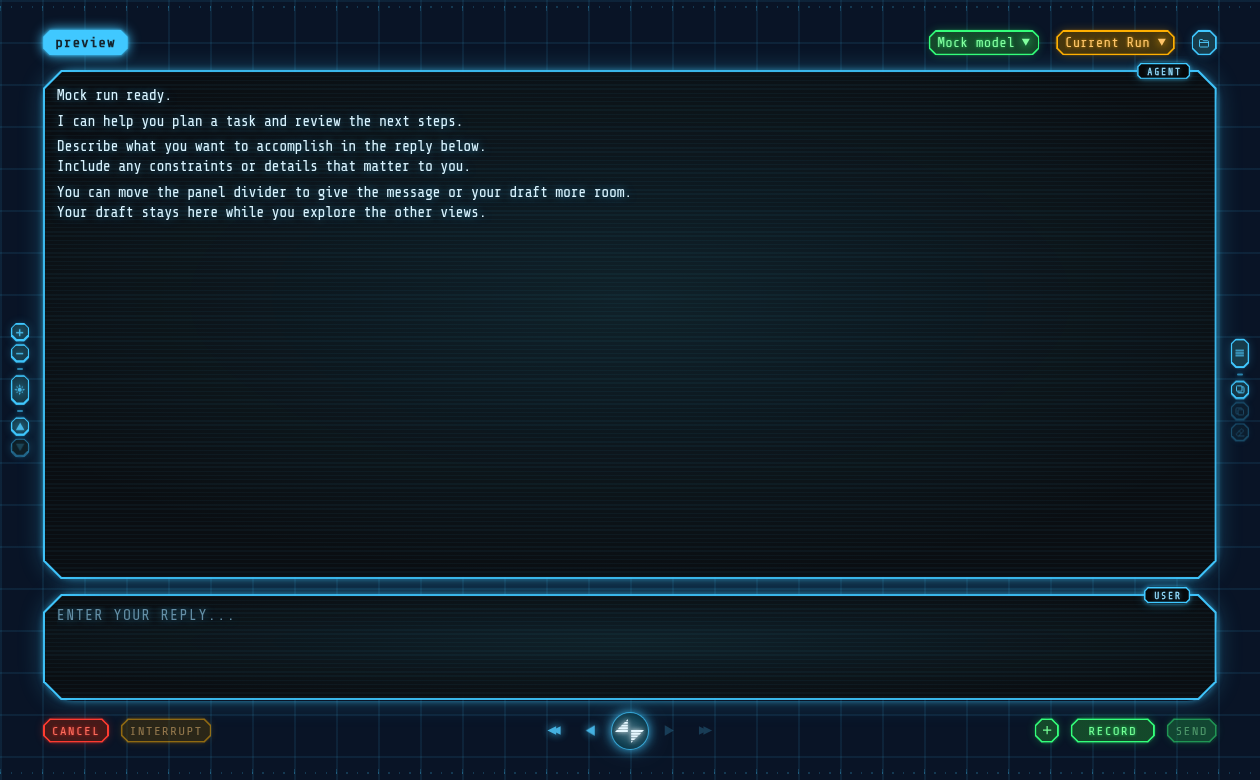 preview
Mock model ▼
Current Run ▼
AGENT
Mock run ready.
I can help you plan a task and review the next steps.
Describe what you want to accomplish in the reply below.
Include any constraints or details that matter to you.
You can move the panel divider to give the message or your draft more room.
Your draft stays here while you explore the other views.
USER
ENTER YOUR REPLY...
CANCEL
INTERRUPT
RECORD
SEND